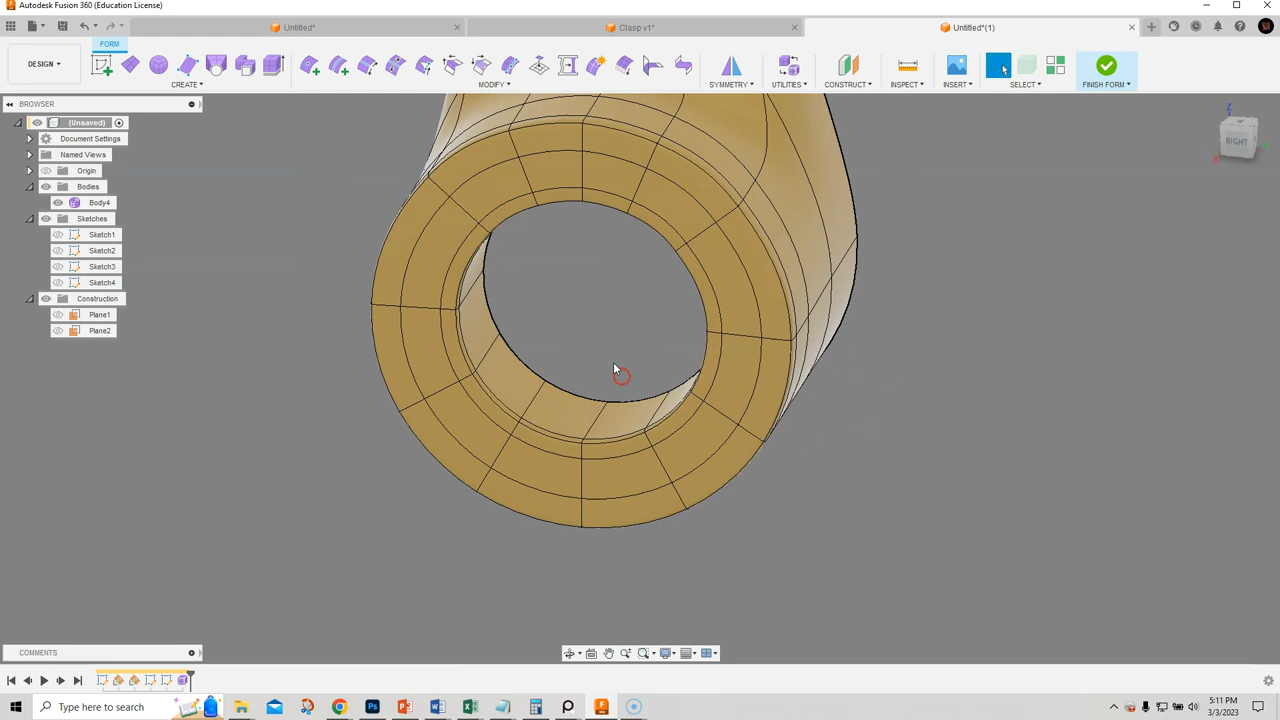 Autodesk Fusion 360 (Education License)
Untitled*
Clasp v1*
Untitled*(1)
FORM
DESIGN
CREATE
MODIFY
SYMMETRY
UTILITIES
CONSTRUCT
INSPECT
INSERT
SELECT
FINISH FORM
BROWSER
(Unsaved)
Document Settings
Named Views
Origin
Bodies
Body4
Sketches
Sketch1
Sketch2
Sketch3
Sketch4
Construction
Plane1
Plane2
Z
RIGHT
COMMENTS
Type here to search
5:11 PM
3/3/2023